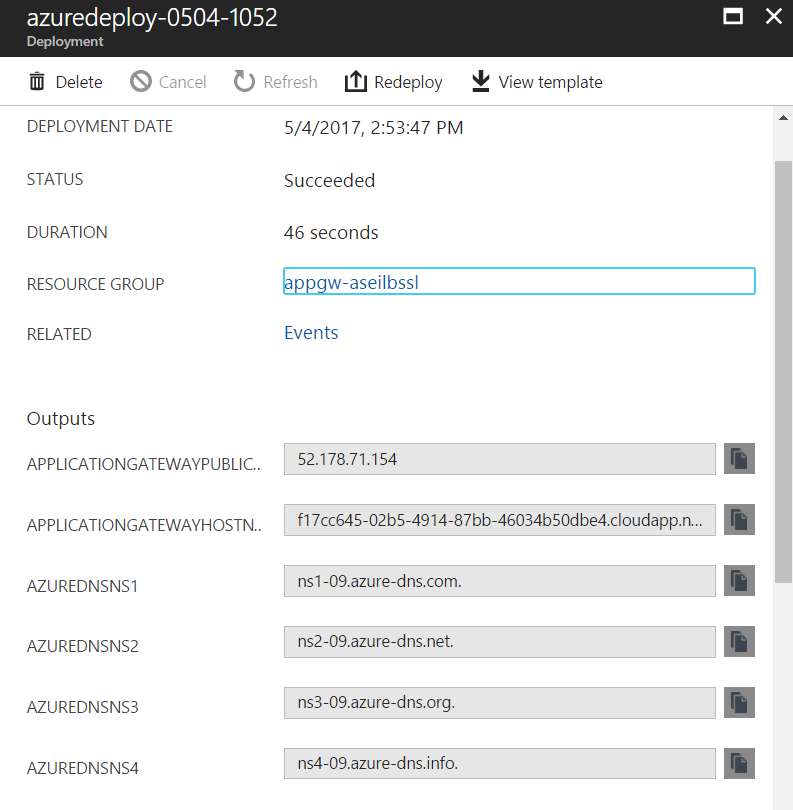 azuredeploy-0504-1052
Deployment
Delete Cancel Refresh Redeploy View template
DEPLOYMENT DATE 5/4/2017, 2:53:47 PM
STATUS Succeeded
DURATION 46 seconds
RESOURCE GROUP appgw-aseilbssl
RELATED Events
Outputs
APPLICATIONGATEWAYPUBLIC.. 52.178.71.154
APPLICATIONGATEWAYHOSTN.. f17cc645-02b5-4914-87bb-46034b50dbe4.cloudapp.n...
AZUREDNSNS1 ns1-09.azure-dns.com.
AZUREDNSNS2 ns2-09.azure-dns.net.
AZUREDNSNS3 ns3-09.azure-dns.org.
AZUREDNSNS4 ns4-09.azure-dns.info.